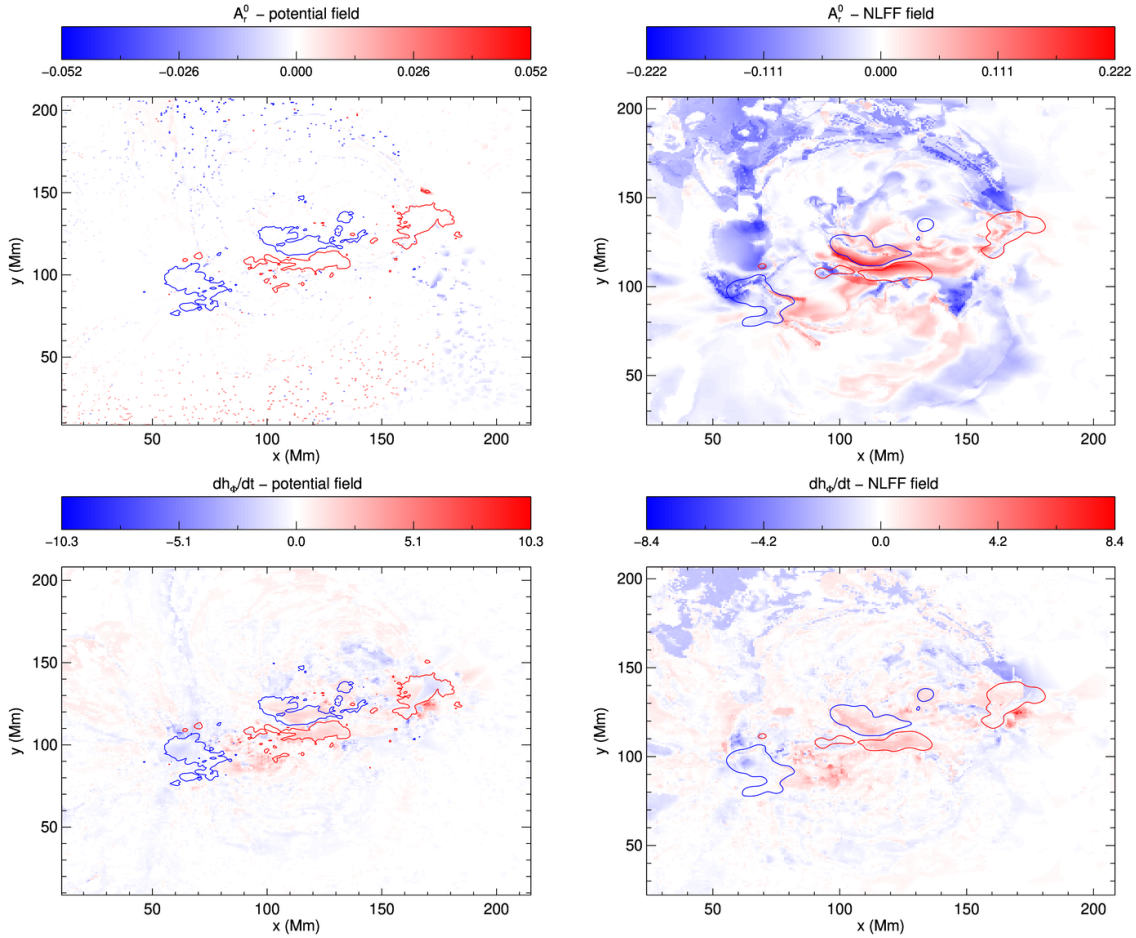 A_r^0 − potential field
−0.052 −0.026 0.000 0.026 0.052
200
150
100
50
y (Mm)
50 100 150 200
x (Mm)
A_r^0 − NLFF field
−0.222 −0.111 0.000 0.111 0.222
200
150
100
50
y (Mm)
50 100 150 200
x (Mm)
dh_Φ/dt − potential field
−10.3 −5.1 0.0 5.1 10.3
200
150
100
50
y (Mm)
50 100 150 200
x (Mm)
dh_Φ/dt − NLFF field
−8.4 −4.2 0.0 4.2 8.4
200
150
100
50
y (Mm)
50 100 150 200
x (Mm)